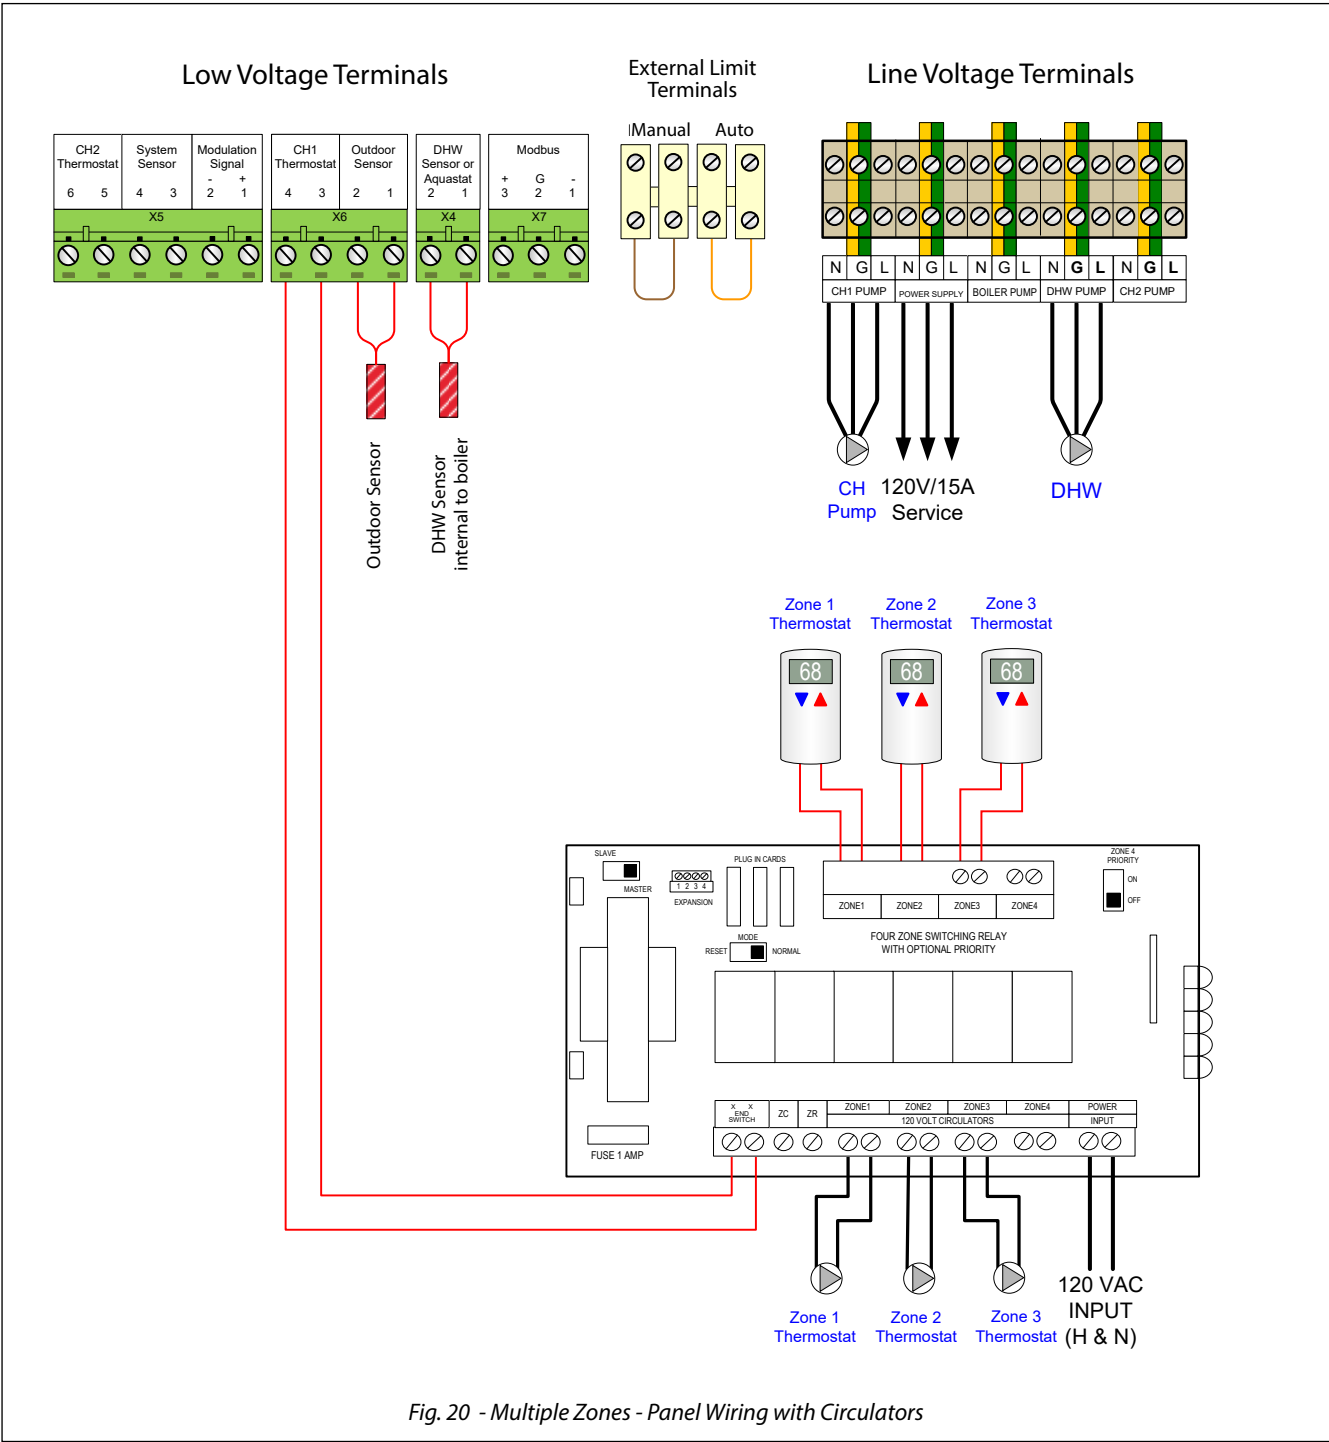 Low Voltage Terminals
External Limit
Terminals
Line Voltage Terminals
Manual Auto
CH2
Thermostat
6 5
System
Sensor
4 3
Modulation
Signal
- +
2 1
X5
CH1
Thermostat
4 3
Outdoor
Sensor
2 1
X6
DHW
Sensor or
Aquastat
2 1
X4
Modbus
+ G -
3 2 1
X7
N G L N G L N G L N G L N G L
CH1 PUMP POWER SUPPLY BOILER PUMP DHW PUMP CH2 PUMP
Outdoor Sensor
DHW Sensor
internal to boiler
CH
Pump
120V/15A
Service
DHW
Zone 1
Thermostat
Zone 2
Thermostat
Zone 3
Thermostat
68 68 68
SLAVE
MASTER
1 2 3 4
EXPANSION
PLUG IN CARDS
MODE
RESET NORMAL
ZONE1 ZONE2 ZONE3 ZONE4
FOUR ZONE SWITCHING RELAY
WITH OPTIONAL PRIORITY
ZONE 4
PRIORITY
ON
OFF
FUSE 1 AMP
X X
END
SWITCH
ZC ZR
ZONE1 ZONE2 ZONE3 ZONE4
120 VOLT CIRCULATORS
POWER
INPUT
Zone 1
Thermostat
Zone 2
Thermostat
Zone 3
Thermostat
120 VAC
INPUT
(H & N)
Fig. 20 - Multiple Zones - Panel Wiring with Circulators